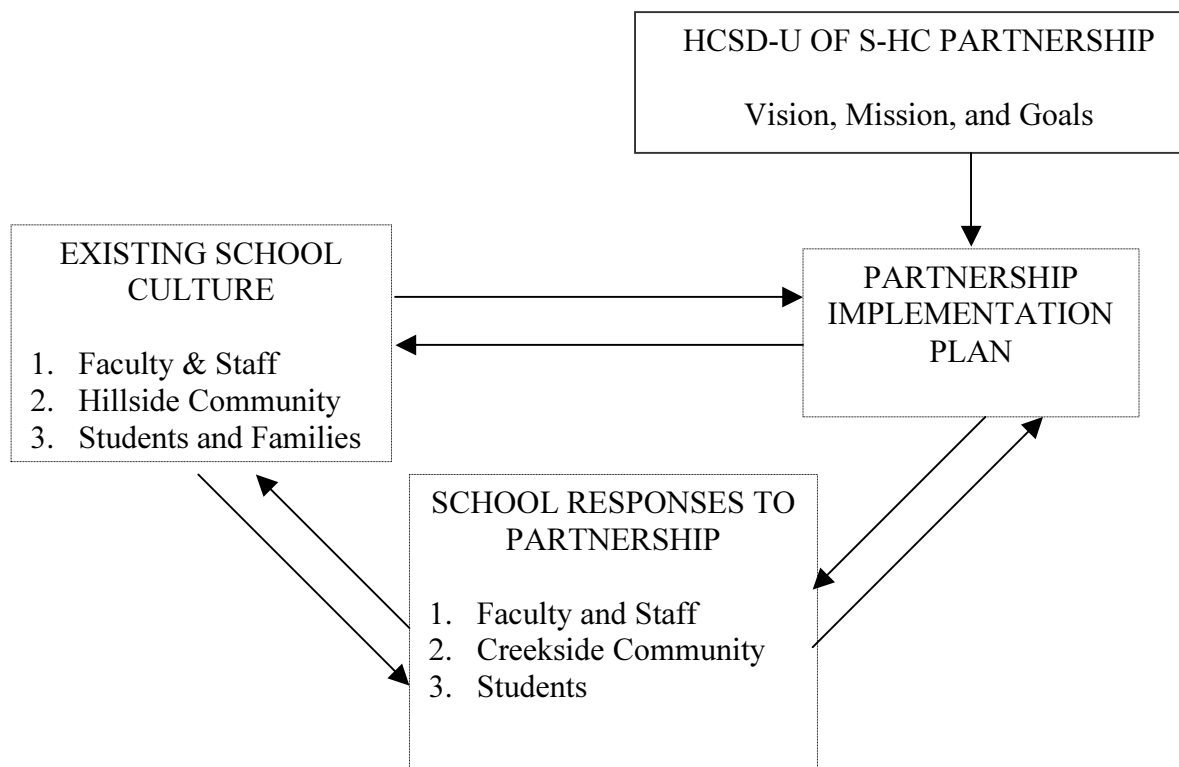 HCSD-U OF S-HC PARTNERSHIP
Vision, Mission, and Goals
EXISTING SCHOOL
CULTURE
1. Faculty & Staff
2. Hillside Community
3. Students and Families
PARTNERSHIP
IMPLEMENTATION
PLAN
SCHOOL RESPONSES TO
PARTNERSHIP
1. Faculty and Staff
2. Creekside Community
3. Students